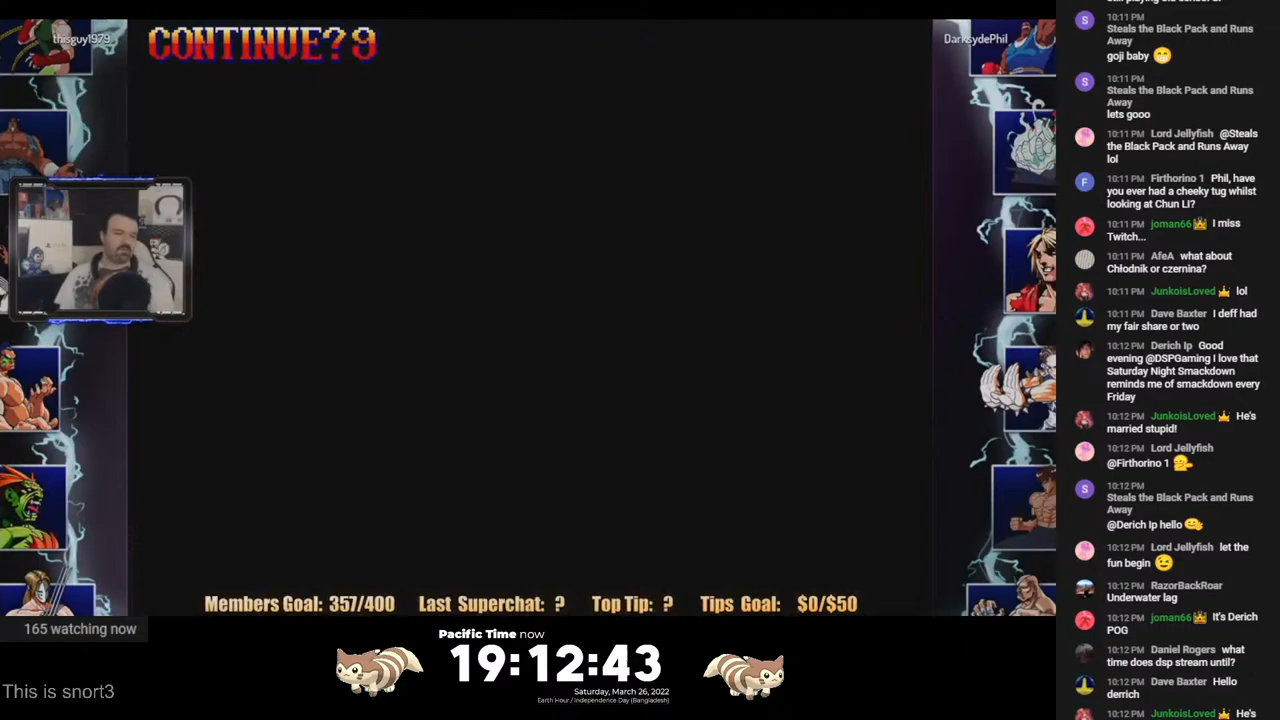 CONTINUE? 9
thisguy1979
DarksydePhil
Members Goal: 357/400 Last Superchat: ? Top Tip: ? Tips Goal: $0/$50
165 watching now
Pacific Time now
19:12:43
Saturday, March 26, 2022
Earth Hour / Independence Day (Bangladesh)
This is snort3
10:11 PM
Steals the Black Pack and Runs
Away
goji baby 😁
10:11 PM
Steals the Black Pack and Runs
Away
lets gooo
10:11 PM Lord Jellyfish @Steals
the Black Pack and Runs Away
lol
10:11 PM Firthorino 1 Phil, have
you ever had a cheeky tug whilst
looking at Chun LI?
10:11 PM joman66 I miss
Twitch...
10:11 PM AfeA what about
Chłodnik or czernina?
10:11 PM JunkoisLoved lol
10:11 PM Dave Baxter I deff had
my fair share or two
10:12 PM Derich Ip Good
evening @DSPGaming I love that
Saturday Night Smackdown
reminds me of smackdown every
Friday
10:12 PM JunkoisLoved He's
married stupid!
10:12 PM Lord Jellyfish
@Firthorino 1
10:12 PM
Steals the Black Pack and Runs
Away
@Derich Ip hello
10:12 PM Lord Jellyfish let the
fun begin 😉
10:12 PM RazorBackRoar
Underwater lag
10:12 PM joman66 It's Derich
POG
10:12 PM Daniel Rogers what
time does dsp stream until?
10:12 PM Dave Baxter Hello
derrich
10:12 PM JunkoisLoved He's